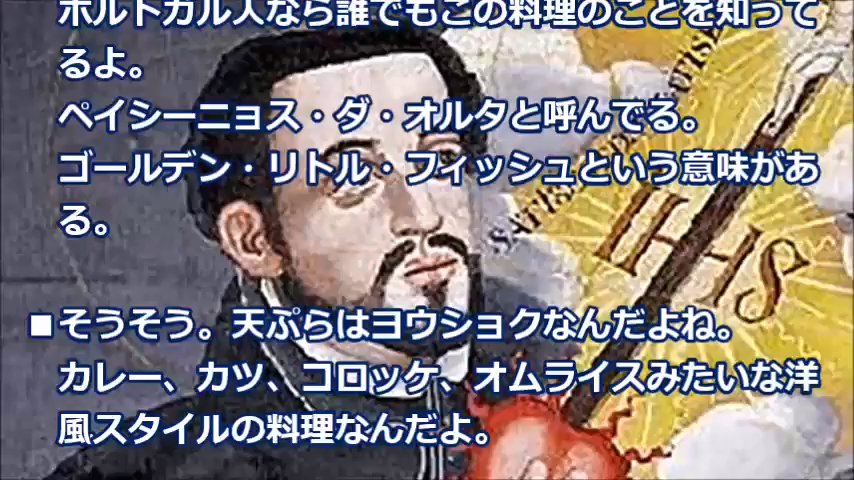 ポルトガル人なら誰でもこの料理のことを知って
るよ。
ペイシーニョス・ダ・オルタと呼んでる。
ゴールデン・リトル・フィッシュという意味があ
る。
■そうそう。天ぷらはヨウショクなんだよね。
カレー、カツ、コロッケ、オムライスみたいな洋
風スタイルの料理なんだよ。
SATIS
SATIS
IHS